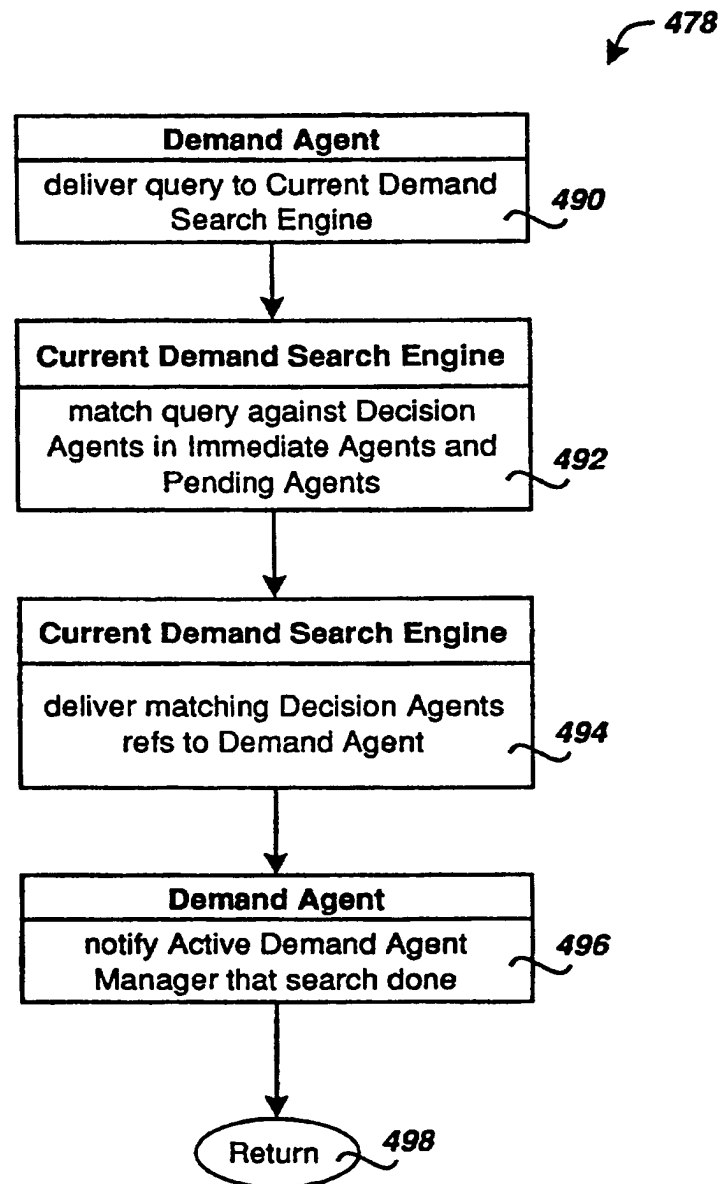 478
Demand Agent
deliver query to Current Demand
Search Engine
490
Current Demand Search Engine
match query against Decision
Agents in Immediate Agents and
Pending Agents
492
Current Demand Search Engine
deliver matching Decision Agents
refs to Demand Agent
494
Demand Agent
notify Active Demand Agent
Manager that search done
496
Return
498